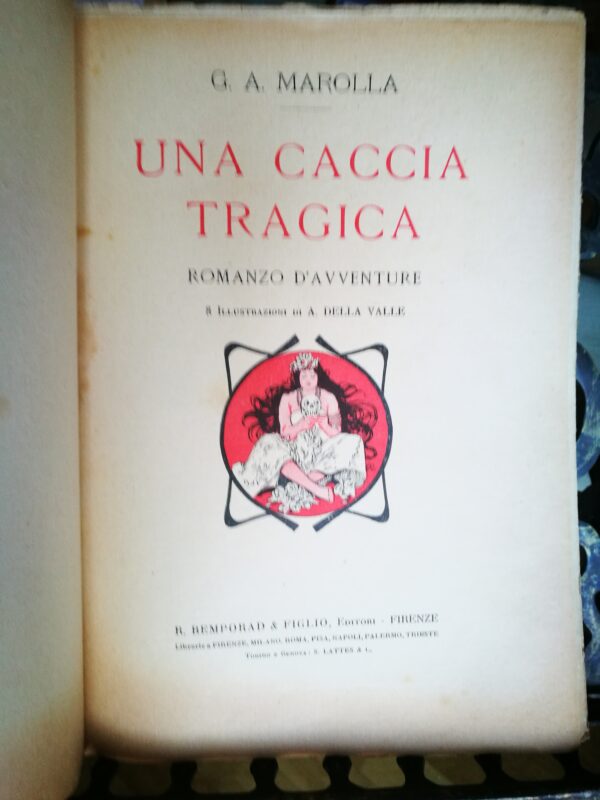 G. A. MAROLLA
UNA CACCIA
TRAGICA
ROMANZO D'AVVENTURE
8 ILLUSTRAZIONI DI A. DELLA VALLE
R. BEMPORAD & FIGLIO, EDITORI - FIRENZE
Librerie a FIRENZE, MILANO, ROMA, PISA, NAPOLI, PALERMO, TRIESTE
TORINO E GENOVA: S. LATTES & C.